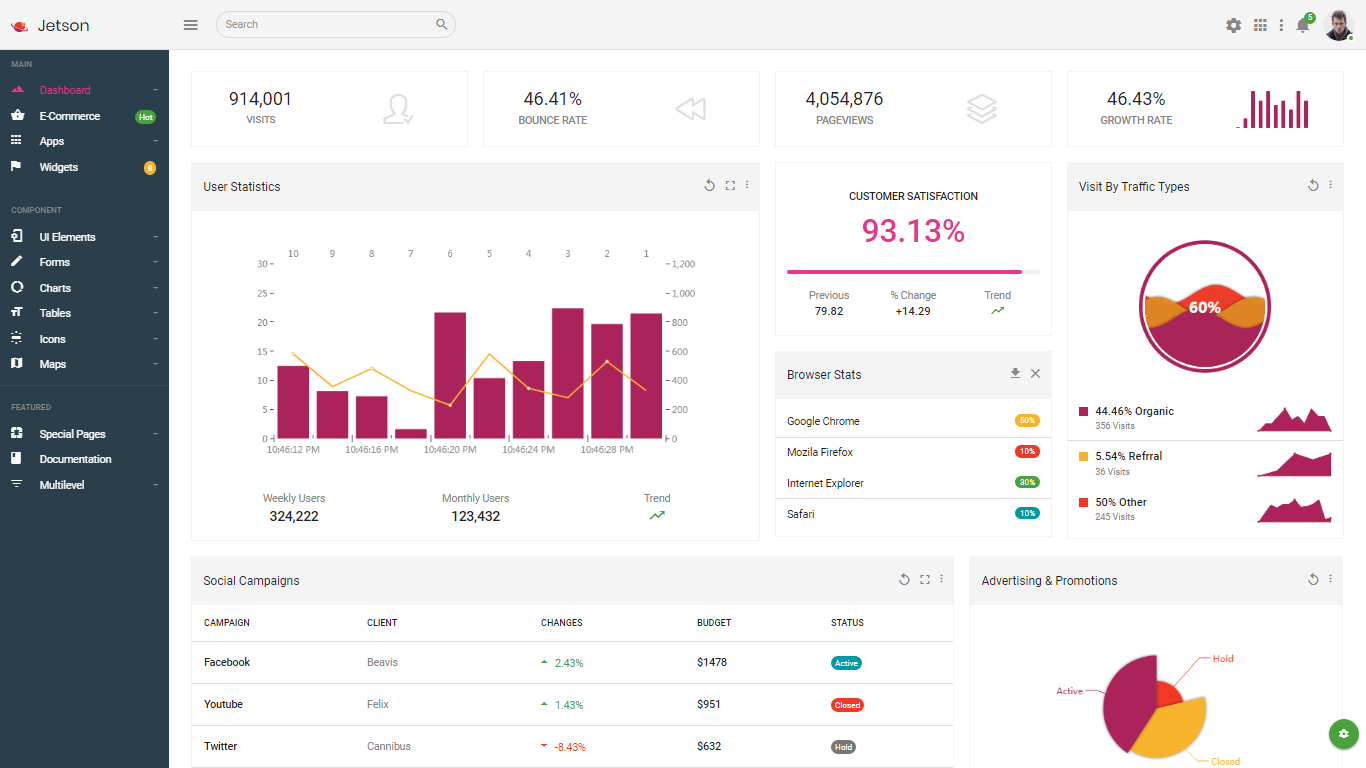 Jetson
Search
5
MAIN
Dashboard
E-Commerce Hot
Apps
Widgets 8
COMPONENT
UI Elements
Forms
Charts
Tables
Icons
Maps
FEATURED
Special Pages
Documentation
Multilevel
914,001
VISITS
46.41%
BOUNCE RATE
4,054,876
PAGEVIEWS
46.43%
GROWTH RATE
User Statistics
10 9 8 7 6 5 4 3 2 1
30 1,200
25 1,000
20 800
15 600
10 400
5 200
0 0
10:46:12 PM 10:46:16 PM 10:46:20 PM 10:46:24 PM 10:46:28 PM
Weekly Users Monthly Users Trend
324,222 123,432
CUSTOMER SATISFACTION
93.13%
Previous % Change Trend
79.82 +14.29
Browser Stats
Google Chrome 50%
Mozila Firefox 10%
Internet Explorer 30%
Safari 10%
Visit By Traffic Types
60%
44.46% Organic
356 Visits
5.54% Refrral
36 Visits
50% Other
245 Visits
Social Campaigns
CAMPAIGN CLIENT CHANGES BUDGET STATUS
Facebook Beavis 2.43% $1478 Active
Youtube Felix 1.43% $951 Closed
Twitter Cannibus -8.43% $632 Hold
Advertising & Promotions
Hold
Active
Closed